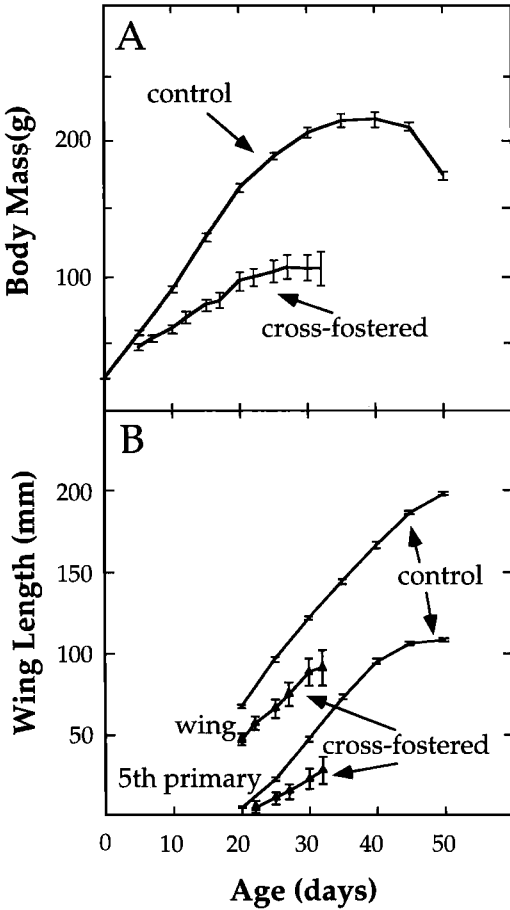 A
control
200
Body Mass(g)
100
cross-fostered
B
200
Wing Length (mm)
150
control
100
wing
50
cross-fostered
5th primary
0 10 20 30 40 50
Age (days)